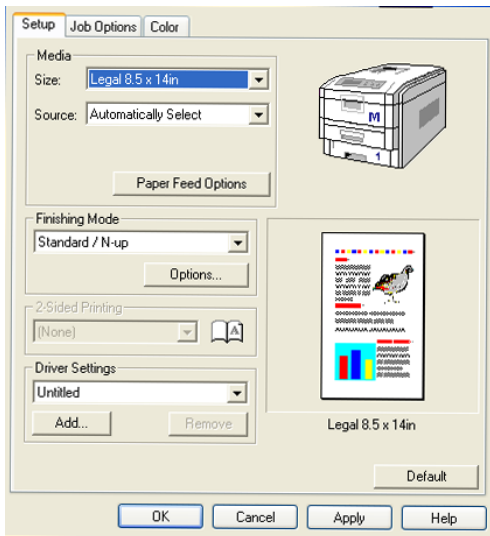 Setup Job Options Color
Media
Size: Legal 8.5 x 14in
Source: Automatically Select
Paper Feed Options
M
1
Finishing Mode
Standard / N-up
Options...
2-Sided Printing
(None)
A
Driver Settings
Untitled
Add... Remove
Legal 8.5 x 14in
Default
OK Cancel Apply Help